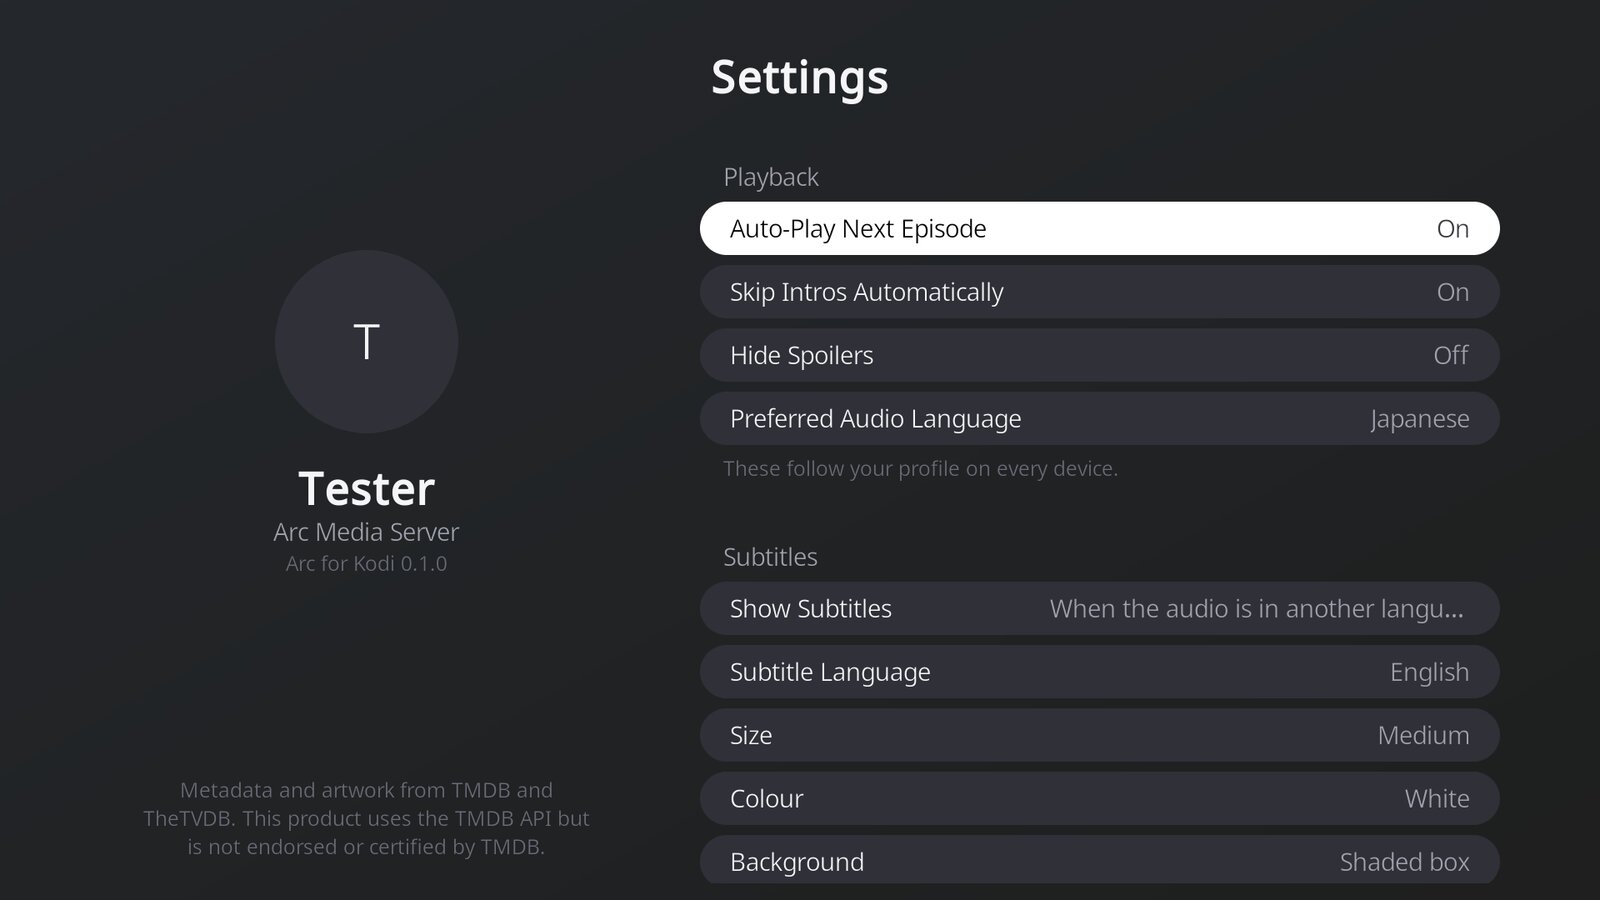 Settings
Playback
Auto-Play Next Episode On
Skip Intros Automatically On
Hide Spoilers Off
Preferred Audio Language Japanese
These follow your profile on every device.
T
Tester
Arc Media Server
Arc for Kodi 0.1.0
Subtitles
Show Subtitles When the audio is in another langu...
Subtitle Language English
Size Medium
Colour White
Background Shaded box
Metadata and artwork from TMDB and
TheTVDB. This product uses the TMDB API but
is not endorsed or certified by TMDB.